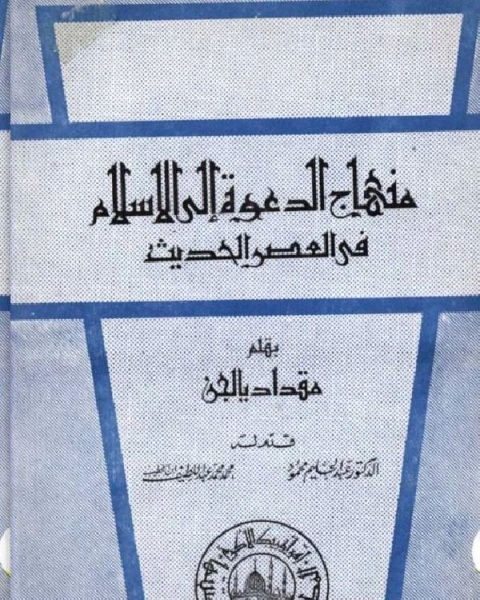 منهاج الدعوة إلى الإسلام
فى العصر الحديث
بقلم
مقداد يالجن
قدم له
الدكتور عبد الحليم محمود
محمد محمد عبد اللطيف